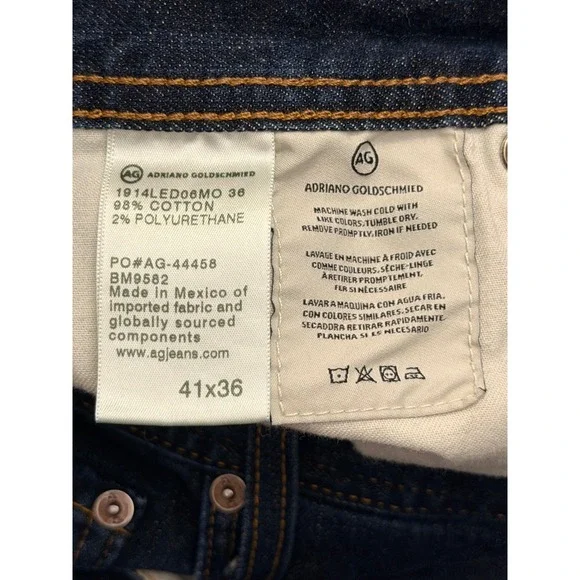 AG ADRIANO GOLDSCHMIED
1914LED06MO 36
98% COTTON
2% POLYURETHANE
PO#AG-44458
BM9582
Made in Mexico of
imported fabric and
globally sourced
components
www.agjeans.com
41x36
AG
ADRIANO GOLDSCHMIED
MACHINE WASH COLD WITH
LIKE COLORS. TUMBLE DRY.
REMOVE PROMPTLY. IRON IF NEEDED
LAVAGE EN MACHINE À FROID AVEC
COMME COULEURS. SÈCHE-LINGE
À RETIRER PROMPTEMENT.
FER SI NÉCESSAIRE
LAVAR A MAQUINA CON AGUA FRIA.
CON COLORES SIMILARES. SECAR EN
SECADORA RETIRAR RAPIDAMENTE.
PLANCHA SI ES NECESARIO